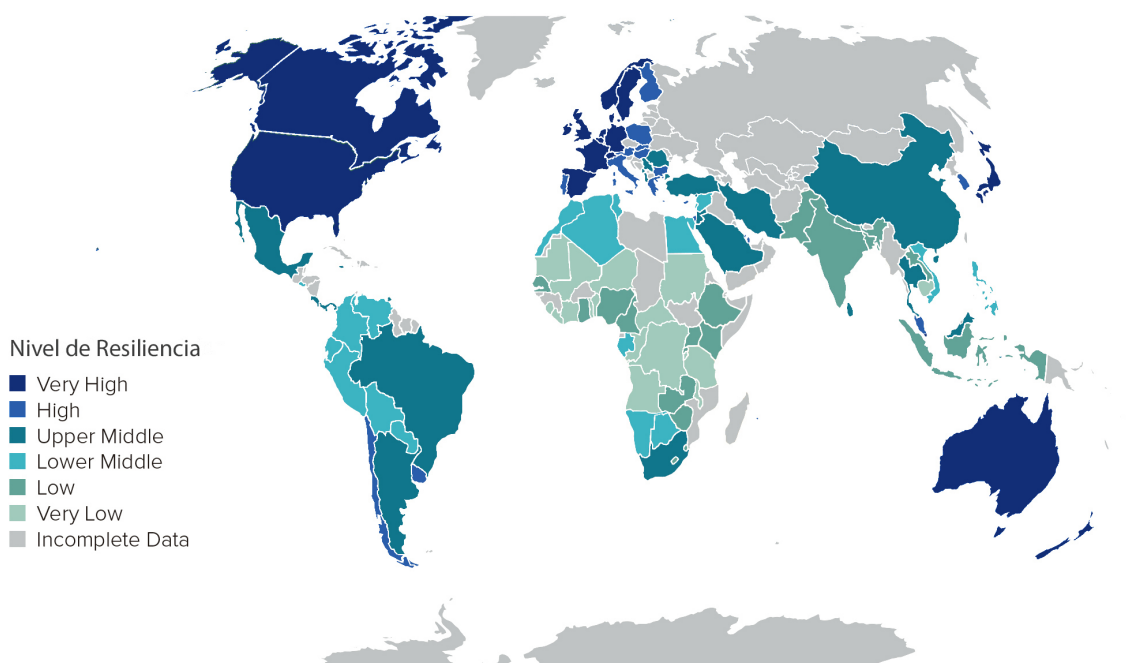 Nivel de Resiliencia
Very High
High
Upper Middle
Lower Middle
Low
Very Low
Incomplete Data